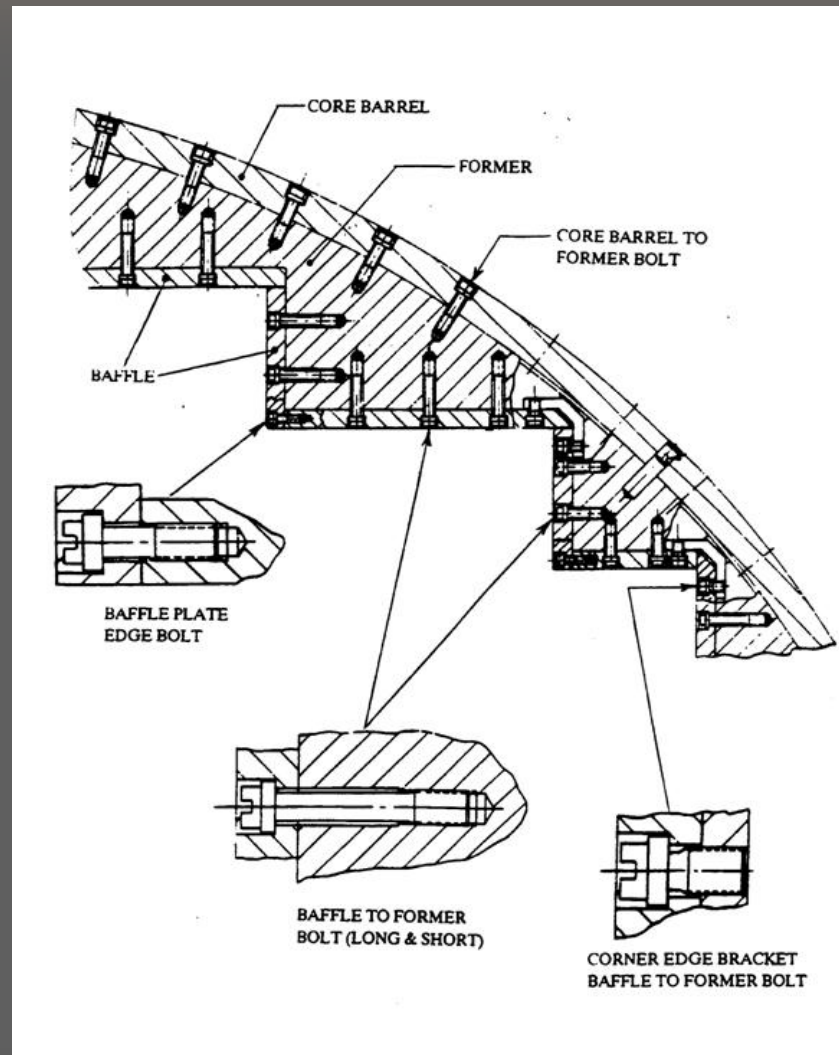 CORE BARREL
FORMER
CORE BARREL TO
FORMER BOLT
BAFFLE
BAFFLE PLATE
EDGE BOLT
BAFFLE TO FORMER
BOLT (LONG & SHORT)
CORNER EDGE BRACKET
BAFFLE TO FORMER BOLT